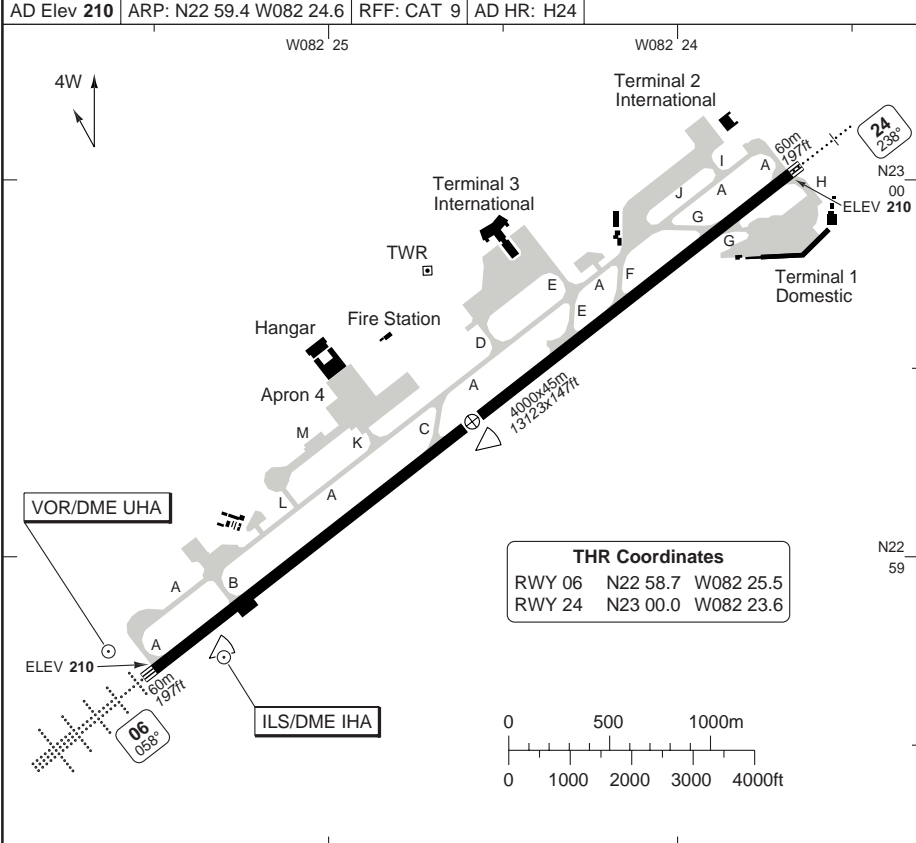 AD Elev 210 ARP: N22 59.4 W082 24.6 RFF: CAT 9 AD HR: H24
W082 25
W082 24
4W
Terminal 2
International
24
238°
60m
197ft
I
A
N23
00
H
J
A
ELEV 210
Terminal 3
International
G
G
TWR
Terminal 1
Domestic
E
A
F
E
Hangar
Fire Station
D
A
4000x45m
13123x147ft
Apron 4
M
K
C
L
A
VOR/DME UHA
N22
59
THR Coordinates
RWY 06 N22 58.7 W082 25.5
RWY 24 N23 00.0 W082 23.6
A
B
A
ELEV 210
60m
197ft
06
058°
ILS/DME IHA
0 500 1000m
0 1000 2000 3000 4000ft